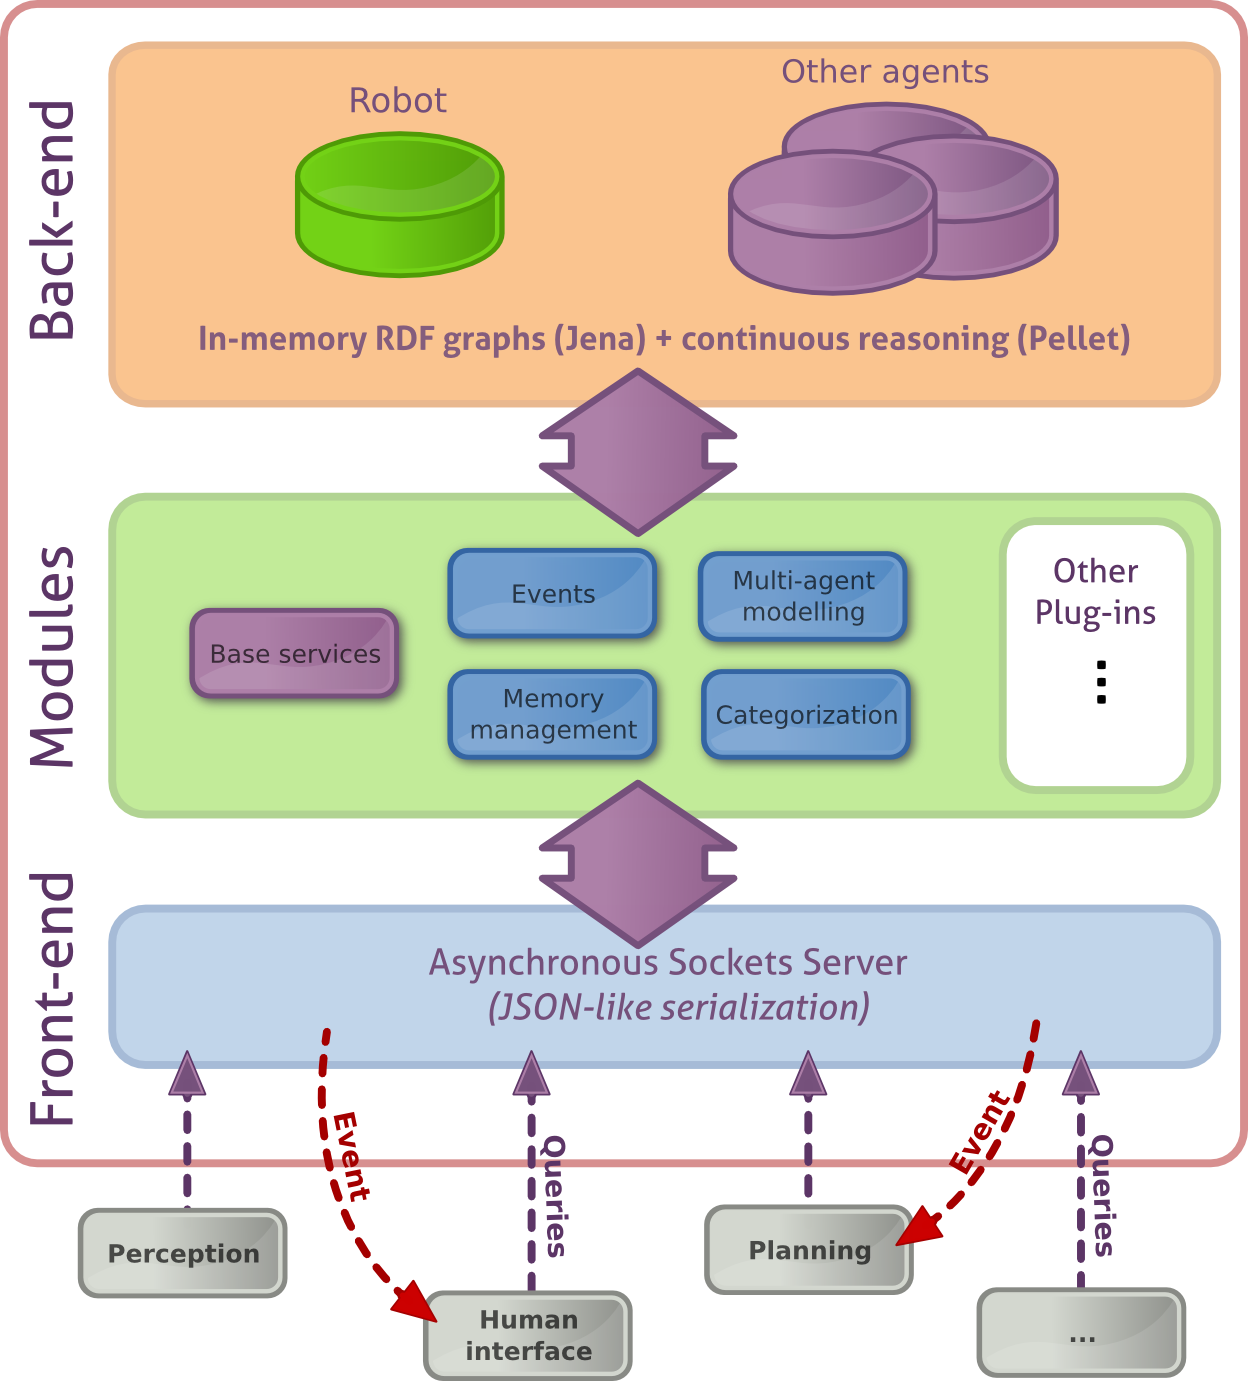 Back-end
Robot
Other agents
In-memory RDF graphs (Jena) + continuous reasoning (Pellet)
Modules
Base services
Events
Multi-agent
modelling
Memory
management
Categorization
Other
Plug-ins
Front-end
Asynchronous Sockets Server
(JSON-like serialization)
Event
Queries
Event
Queries
Perception
Human
interface
Planning
...